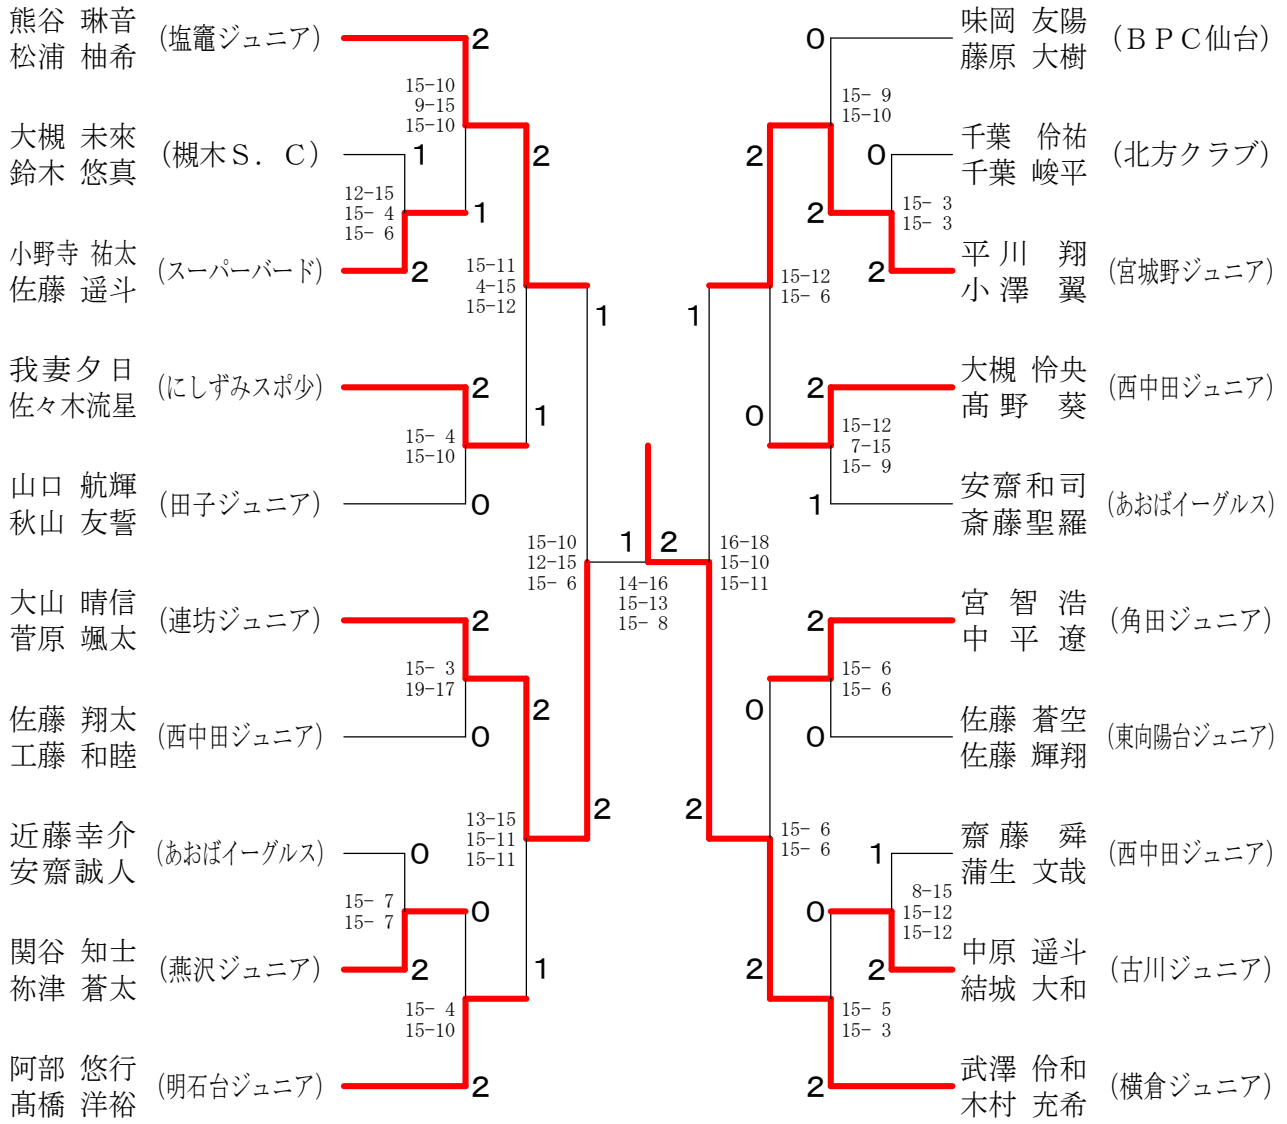 熊谷 琳音
松浦 柚希
(塩竈ジュニア)
2
15-10
9-15
15-10
大槻 未來
鈴木 悠真
(槻木S．C)
1
12-15
15- 4
15- 6
1
小野寺 祐太
佐藤 遥斗
(スーパーバード)
2
2
15-11
4-15
15-12
1
我妻夕日
佐々木流星
(にしずみスポ少)
2
15- 4
15-10
1
山口 航輝
秋山 友誓
(田子ジュニア)
0
15-10
12-15
15- 6
大山 晴信
菅原 颯太
(連坊ジュニア)
2
15- 3
19-17
2
佐藤 翔太
工藤 和睦
(西中田ジュニア)
0
13-15
15-11
15-11
2
近藤幸介
安齋誠人
(あおばイーグルス)
0
15- 7
15- 7
0
関谷 知士
祢津 蒼太
(燕沢ジュニア)
2
1
15- 4
15-10
阿部 悠行
髙橋 洋裕
(明石台ジュニア)
2
1
2
14-16
15-13
15- 8
0
味岡 友陽
藤原 大樹
(BPC仙台)
15- 9
15-10
2
0
千葉 伶祐
千葉 峻平
(北方クラブ)
15- 3
15- 3
2
2
平川 翔
小澤 翼
(宮城野ジュニア)
15-12
15- 6
1
2
大槻 怜央
髙野 葵
(西中田ジュニア)
0
15-12
7-15
15- 9
1
安齋和司
斎藤聖羅
(あおばイーグルス)
16-18
15-10
15-11
2
宮 智浩
中平遼
(角田ジュニア)
15- 6
15- 6
0
0
佐藤 蒼空
佐藤 輝翔
(東向陽台ジュニア)
2
15- 6
15- 6
1
齋藤 舜
蒲生 文哉
(西中田ジュニア)
8-15
15-12
15-12
0
2
中原 遥斗
結城 大和
(古川ジュニア)
2
15- 5
15- 3
2
武澤 伶和
木村 充希
(横倉ジュニア)